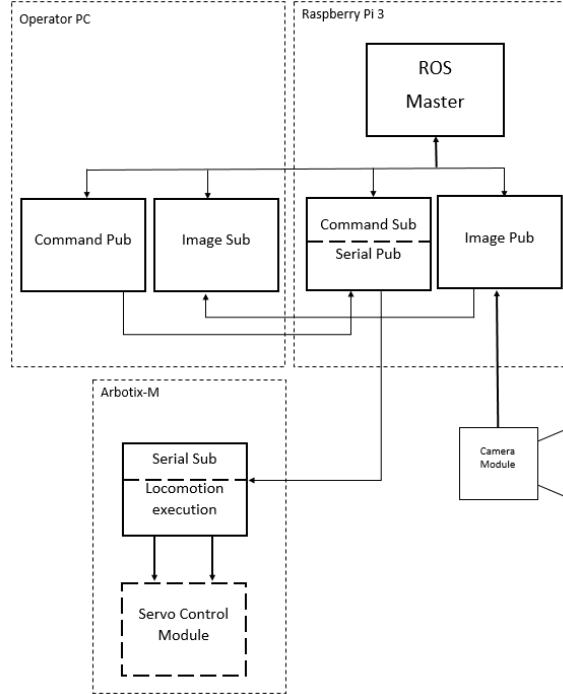 Operator PC
Raspberry Pi 3
ROS
Master
Command Pub
Image Sub
Command Sub
Serial Pub
Image Pub
Arbotix-M
Serial Sub
Locomotion
execution
Camera
Module
Servo Control
Module